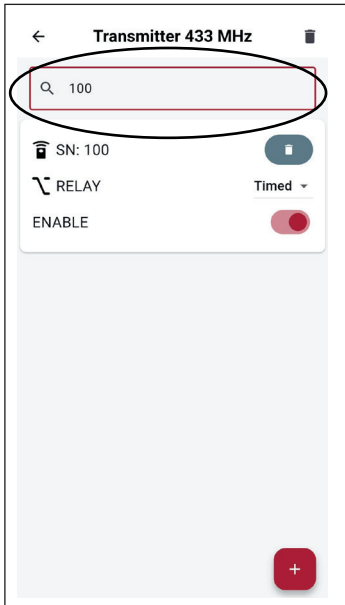 Transmitter 433 MHz
100
SN: 100
RELAY Timed
ENABLE